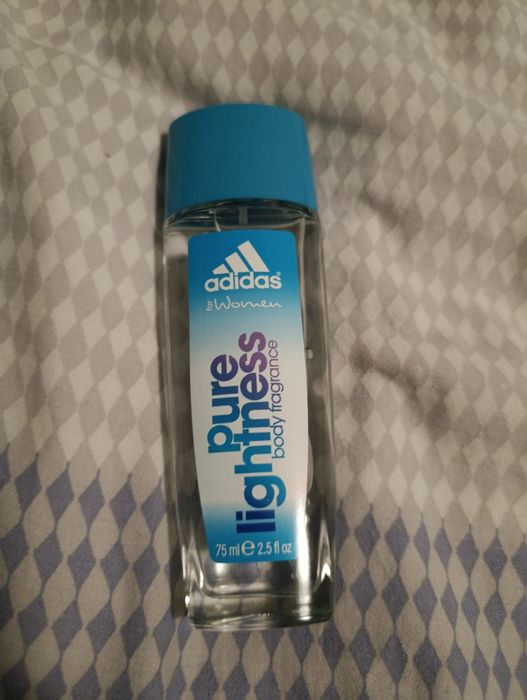 adidas®
for Women
pure
lightness
body fragrance
75 ml ℮ 2.5 fl oz